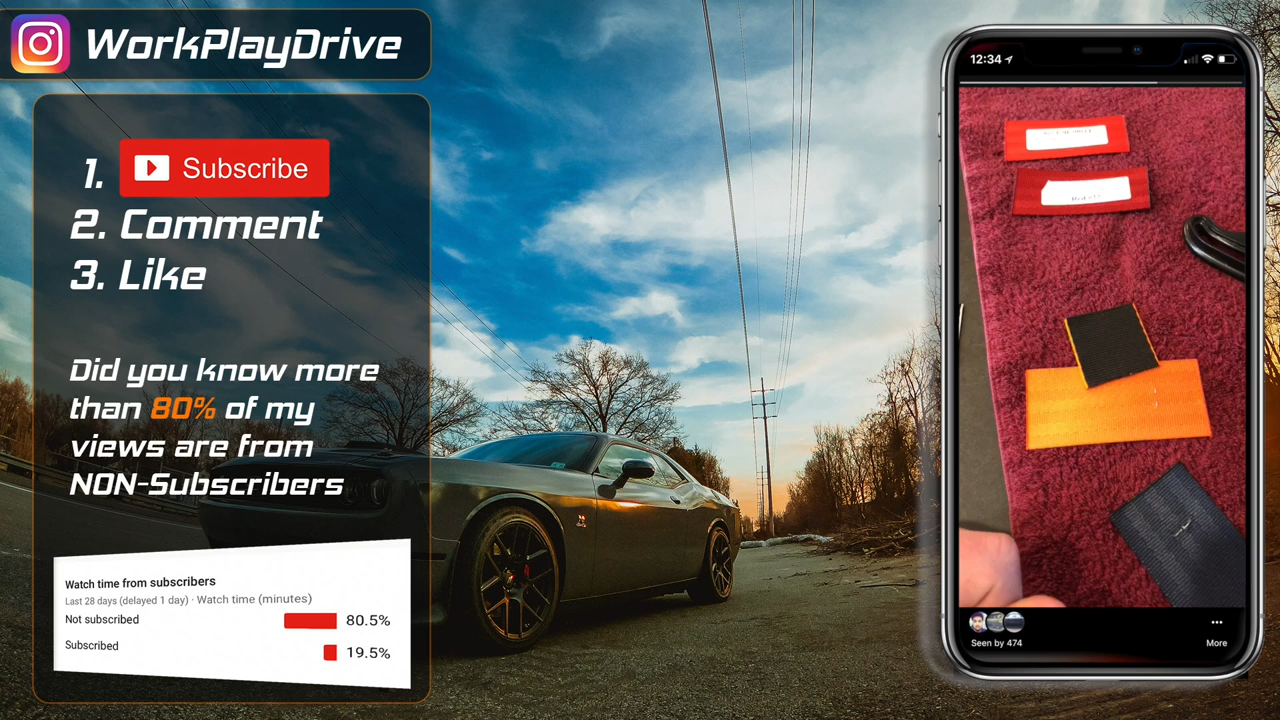 WorkPlayDrive
1. Subscribe
2. Comment
3. Like
Did you know more
than 80% of my
views are from
NON-Subscribers
Watch time from subscribers
Last 28 days (delayed 1 day) · Watch time (minutes)
Not subscribed 80.5%
Subscribed 19.5%
12:34
Seen by 474
More